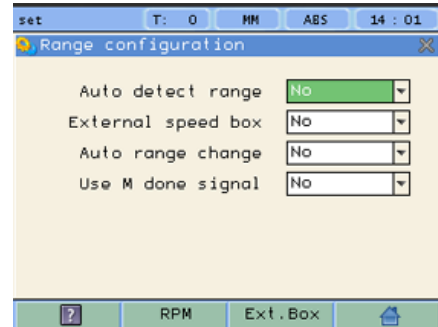 set T: 0 MM ABS 14 : 01
Range configuration
Auto detect range No
External speed box No
Auto range change No
Use M done signal No
? RPM Ext.Box